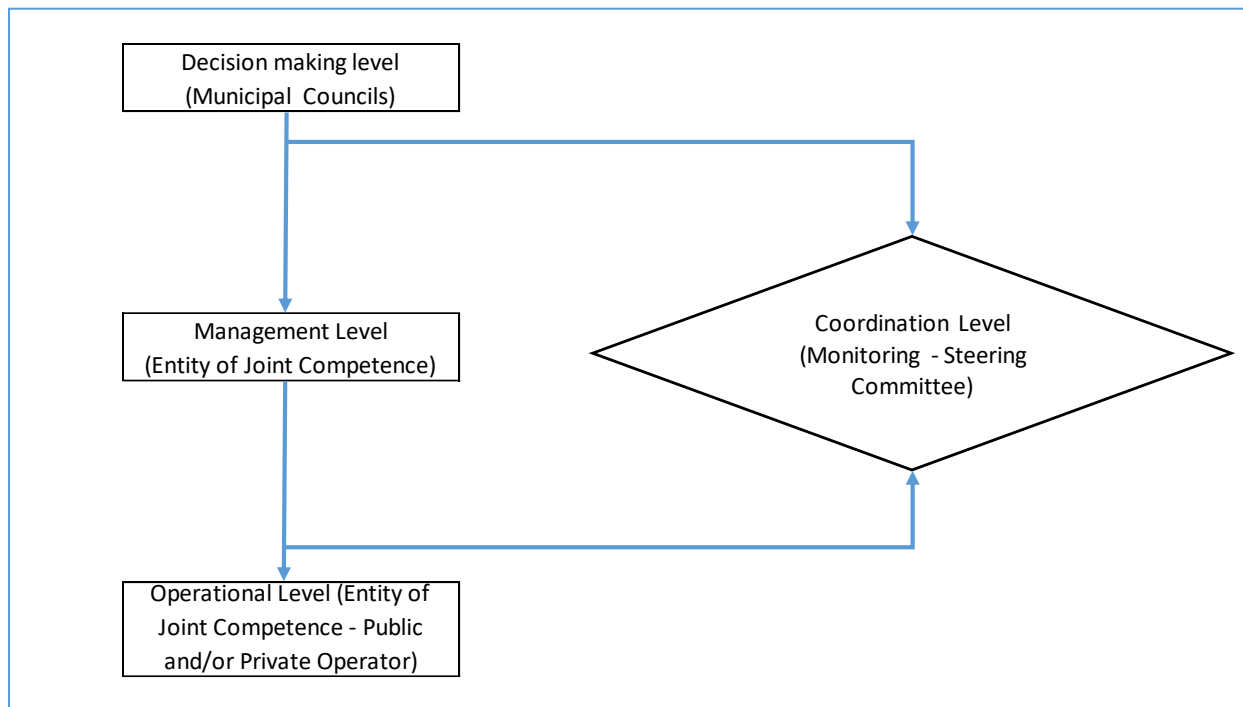 Decision making level
(Municipal Councils)
Management Level
(Entity of Joint Competence)
Coordination Level
(Monitoring - Steering
Committee)
Operational Level (Entity of
Joint Competence - Public
and/or Private Operator)